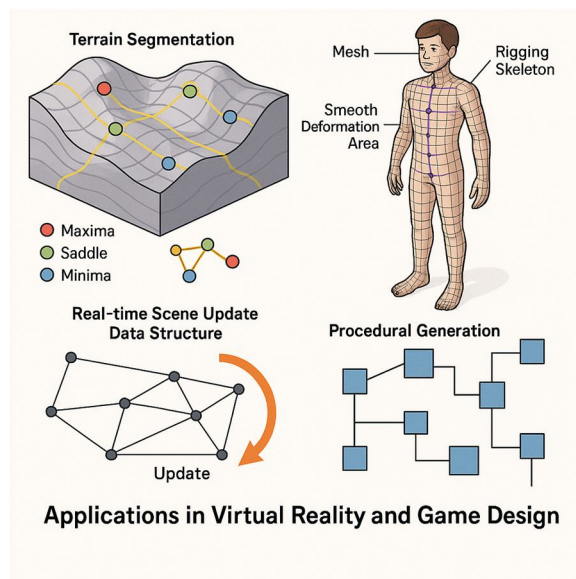 Terrain Segmentation
Maxima
Saddle
Minima
Mesh
Rigging
Skeleton
Smeoth
Deformation
Area
Real-time Scene Update
Data Structure
Update
Procedural Generation
Applications in Virtual Reality and Game Design